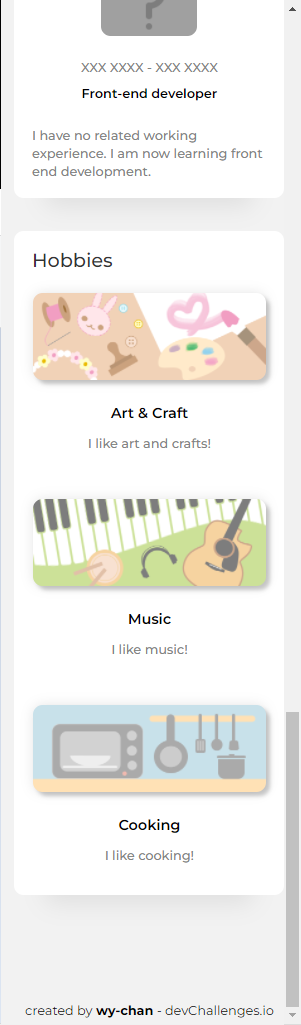 ?
XXX XXXX - XXX XXXX
Front-end developer
I have no related working
experience. I am now learning front
end development.
Hobbies
Art & Craft
I like art and crafts!
Music
I like music!
Cooking
I like cooking!
created by wy-chan - devChallenges.io